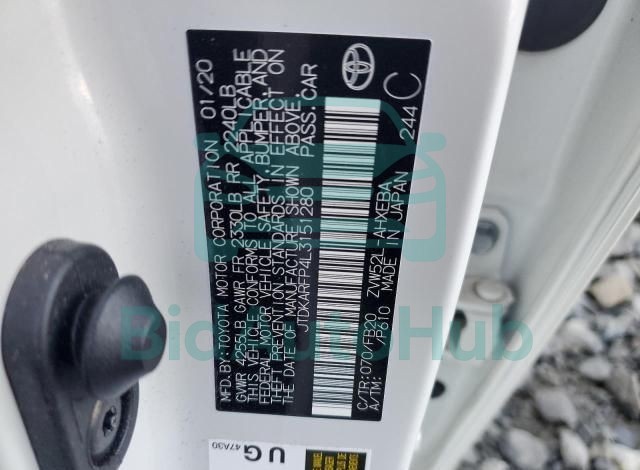 MFD.BY:TOYOTA MOTOR CORPORATION 01/20
GVWR 4255LB GAWR FR 2330LB RR 2240LB
THIS VEHICLE CONFORMS TO ALL APPLICABLE
FEDERAL MOTOR VEHICLE SAFETY, BUMPER, AND
THEFT PREVENTION STANDARDS IN EFFECT ON
THE DATE OF MANUFACTURE SHOWN ABOVE.
JTDKARFP4L3151280 PASS.CAR
C/TR:070/FB20 ZVW52L-AHXEBA
A/TM: -/P610 MADE IN JAPAN 244 C
UG 47A30
BidAutoHub